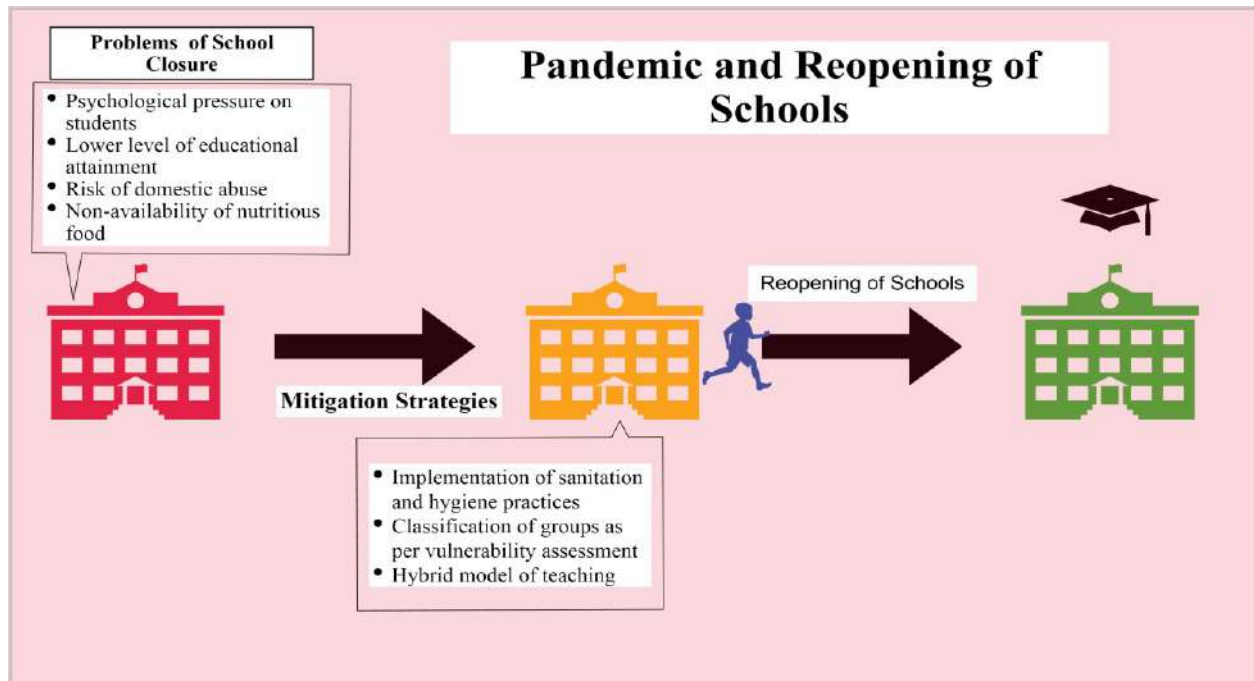 Problems of School
Closure
• Psychological pressure on
students
• Lower level of educational
attainment
• Risk of domestic abuse
• Non-availability of nutritious
food
Pandemic and Reopening of
Schools
Mitigation Strategies
• Implementation of sanitation
and hygiene practices
• Classification of groups as
per vulnerability assessment
• Hybrid model of teaching
Reopening of Schools